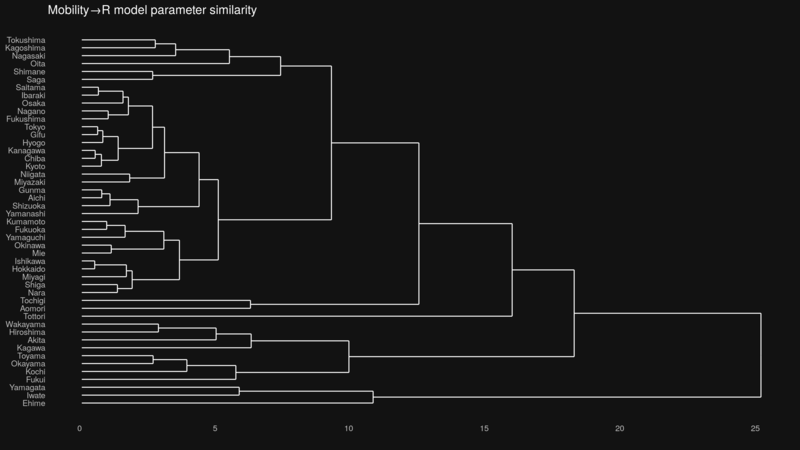 Mobility→R model parameter similarity
Tokushima
Kagoshima
Nagasaki
Oita
Shimane
Saga
Saitama
Ibaraki
Osaka
Nagano
Fukushima
Tokyo
Gifu
Hyogo
Kanagawa
Chiba
Kyoto
Niigata
Miyazaki
Gunma
Aichi
Shizuoka
Yamanashi
Kumamoto
Fukuoka
Yamaguchi
Okinawa
Mie
Ishikawa
Hokkaido
Miyagi
Shiga
Nara
Tochigi
Aomori
Tottori
Wakayama
Hiroshima
Akita
Kagawa
Toyama
Okayama
Kochi
Fukui
Yamagata
Iwate
Ehime
0 5 10 15 20 25